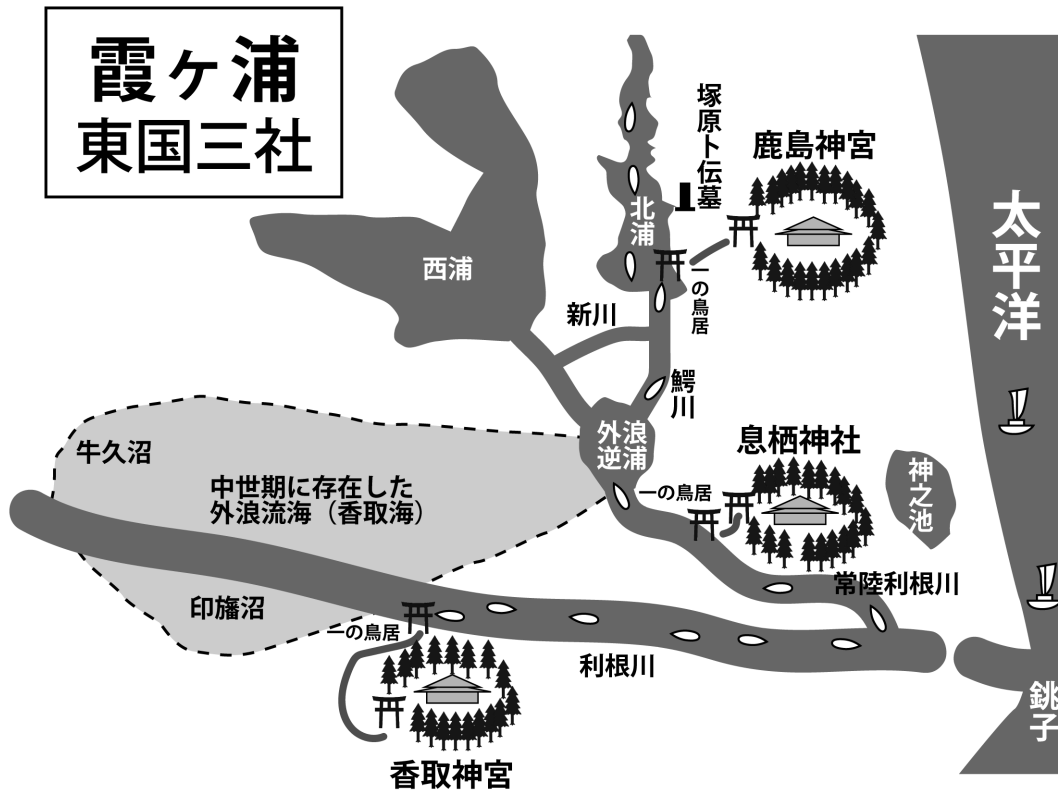 霞ヶ浦
東国三社
塚原卜伝墓
鹿島神宮
北浦
太平洋
西浦
一の鳥居
新川
鰐川
外浪
逆浦
息栖神社
牛久沼
神之池
中世期に存在した
外浪流海（香取海）
一の鳥居
常陸利根川
印旛沼
一の鳥居
利根川
銚子
香取神宮